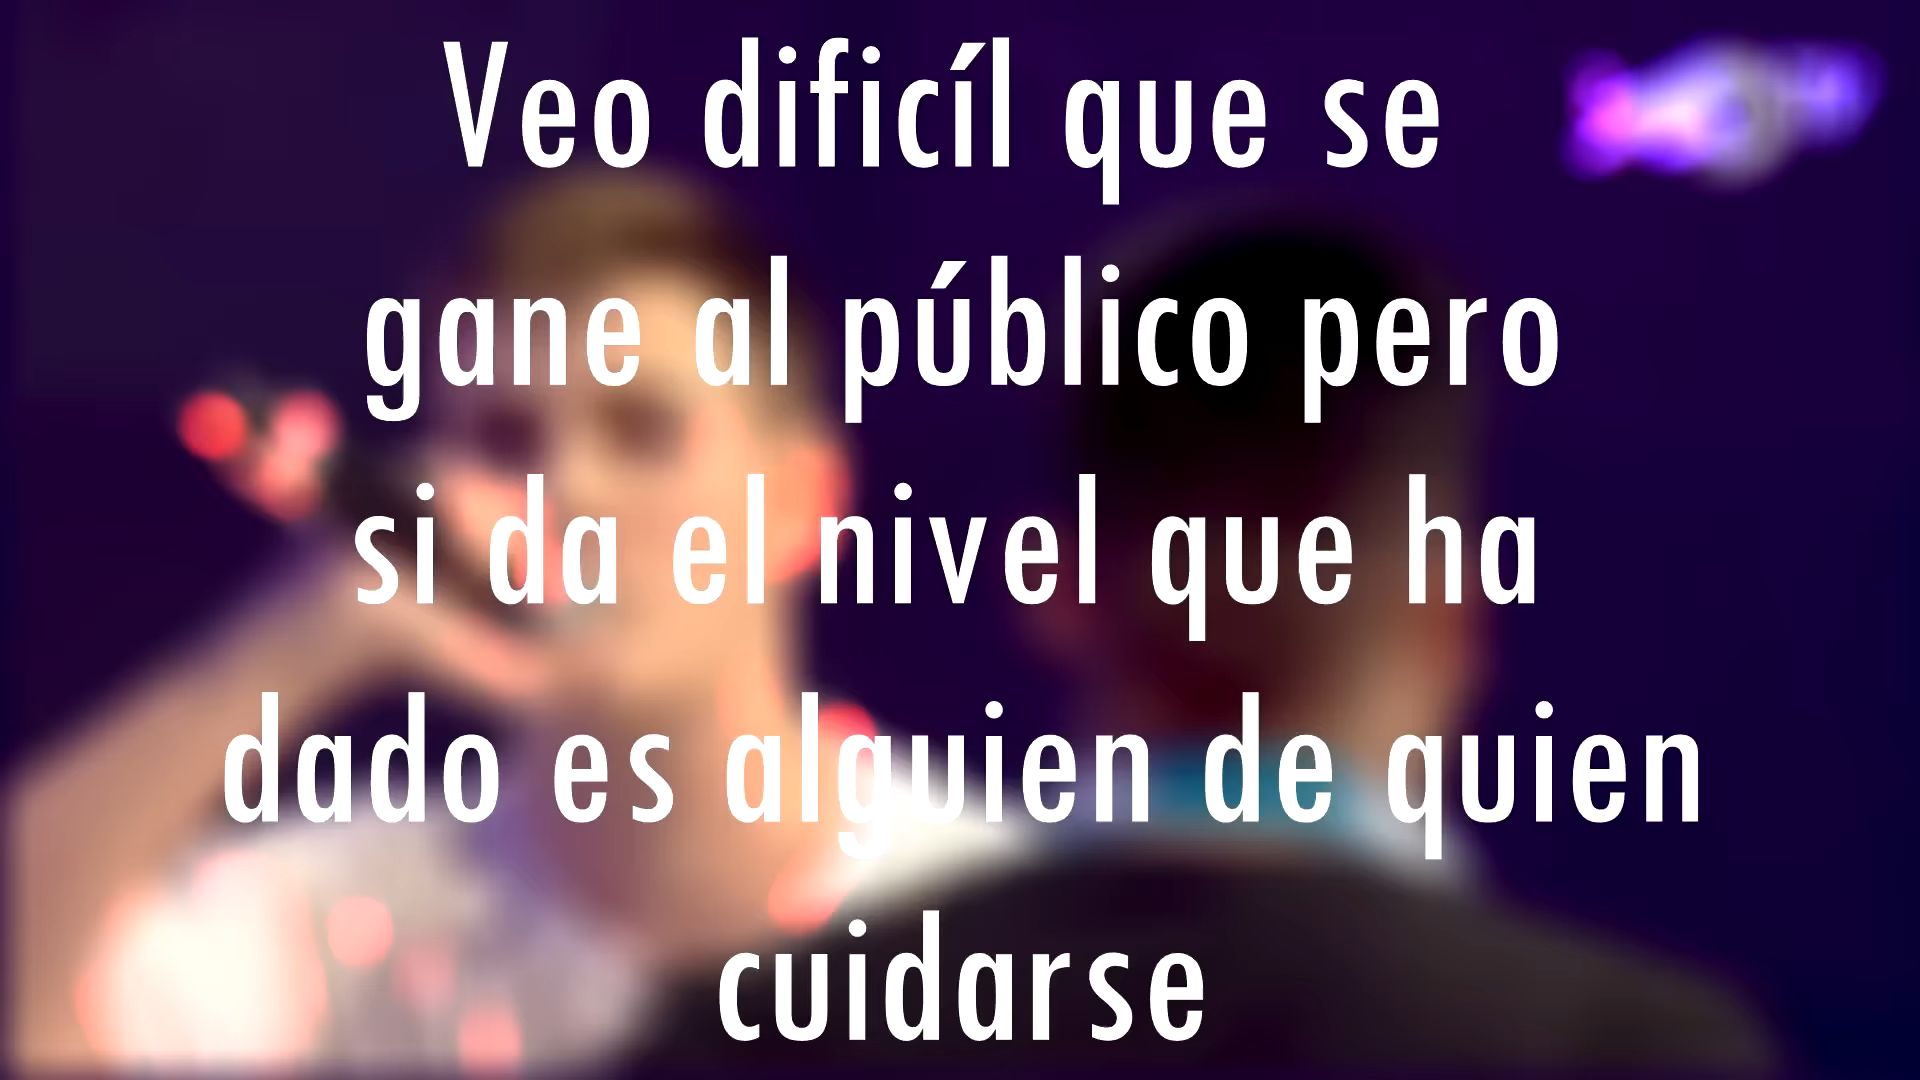 Veo dificíl que se
gane al público pero
si da el nivel que ha
dado es alguien de quien
cuidarse